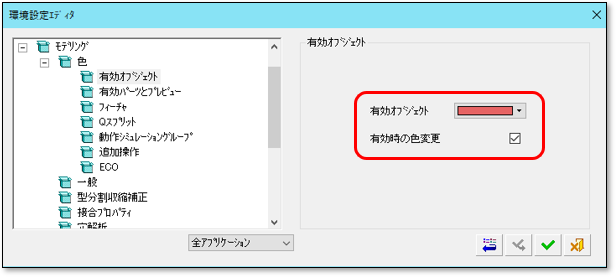 環境設定ｴﾃﾞｨﾀ
ﾓﾃﾞﾘﾝｸﾞ
色
有効ｵﾌﾞｼﾞｪｸﾄ
有効ﾊﾟｰﾂとﾌﾟﾚﾋﾞｭｰ
ﾌｨｰﾁｬ
Qｽﾌﾟﾘｯﾄ
動作ｼﾐｭﾚｰｼｮﾝｸﾞﾙｰﾌﾟ
追加操作
ECO
一般
型分割収縮補正
接合ﾌﾟﾛﾊﾟﾃｨ
全ｱﾌﾟﾘｹｰｼｮﾝ
有効ｵﾌﾞｼﾞｪｸﾄ
有効ｵﾌﾞｼﾞｪｸﾄ
有効時の色変更